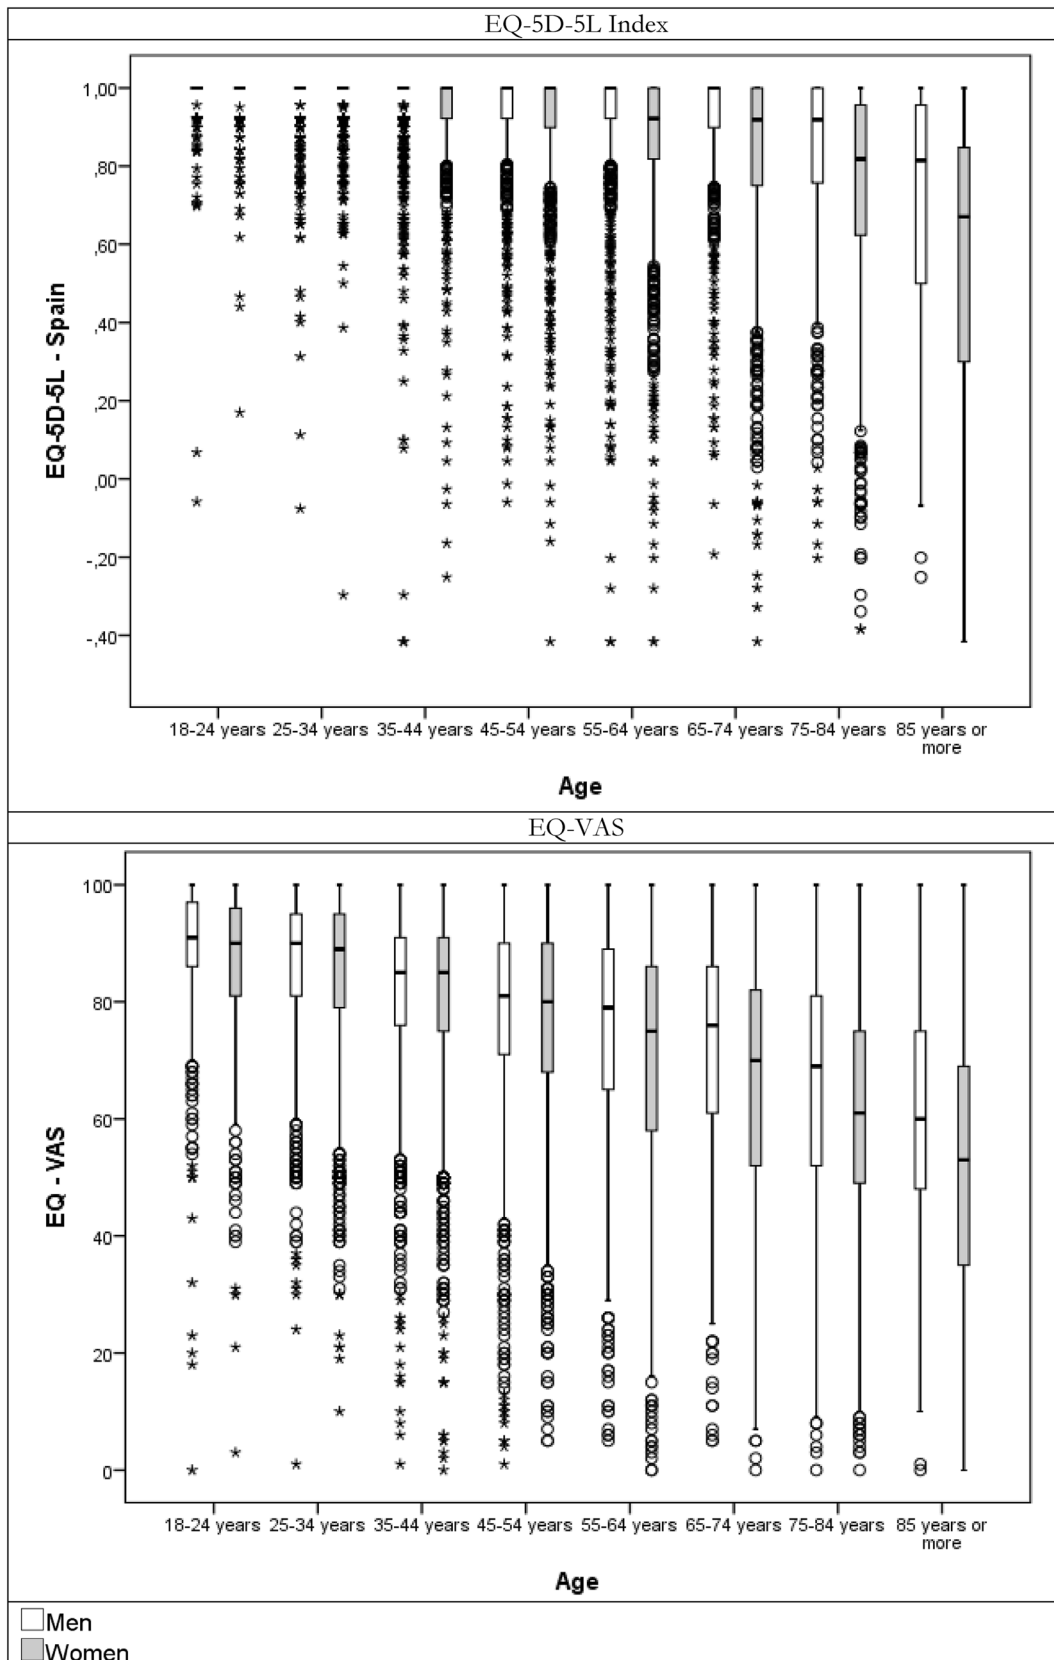 EQ-5D-5L Index
1,00
,80
,60
,40
,20
,00
-,20
-,40
EQ-5D-5L - Spain
18-24 years 25-34 years 35-44 years 45-54 years 55-64 years 65-74 years 75-84 years 85 years or
more
Age
EQ-VAS
100
80
60
40
20
0
EQ - VAS
18-24 years 25-34 years 35-44 years 45-54 years 55-64 years 65-74 years 75-84 years 85 years or
more
Age
Men
Women